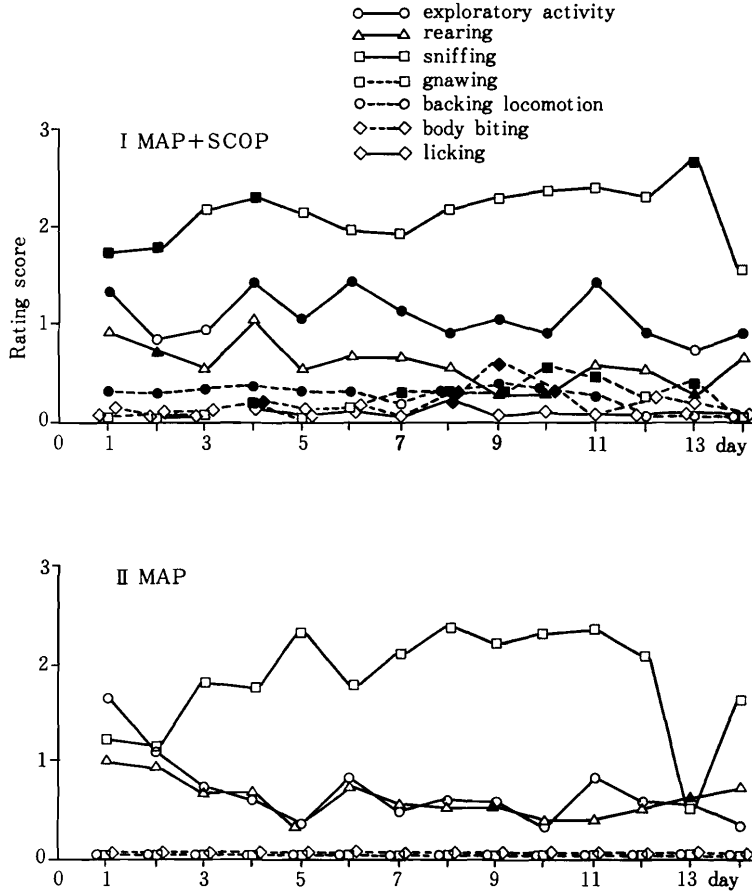 exploratory activity
rearing
sniffing
gnawing
backing locomotion
body biting
licking
I MAP+SCOP
Rating score
3
2
1
0
0 1 3 5 7 9 11 13 day
II MAP
3
2
1
0
0 1 3 5 7 9 11 13 day